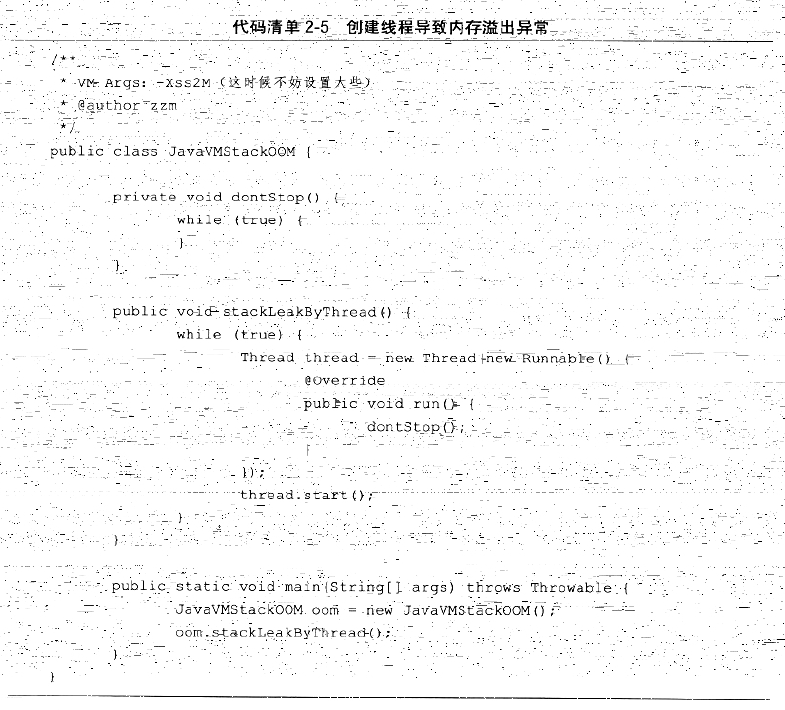 代码清单 2-5 创建线程导致内存溢出异常
/**
 * VM Args: -Xss2M（这时候不妨设置大些）
 * @author zzm
 */
public class JavaVMStackOOM {
private void dontStop() {
while (true) {
}
}
public void stackLeakByThread() {
while (true) {
Thread thread = new Thread(new Runnable() {
@Override
public void run() {
dontStop();
}
});
thread.start();
}
}
public static void main(String[] args) throws Throwable {
JavaVMStackOOM oom = new JavaVMStackOOM();
oom.stackLeakByThread();
}
}